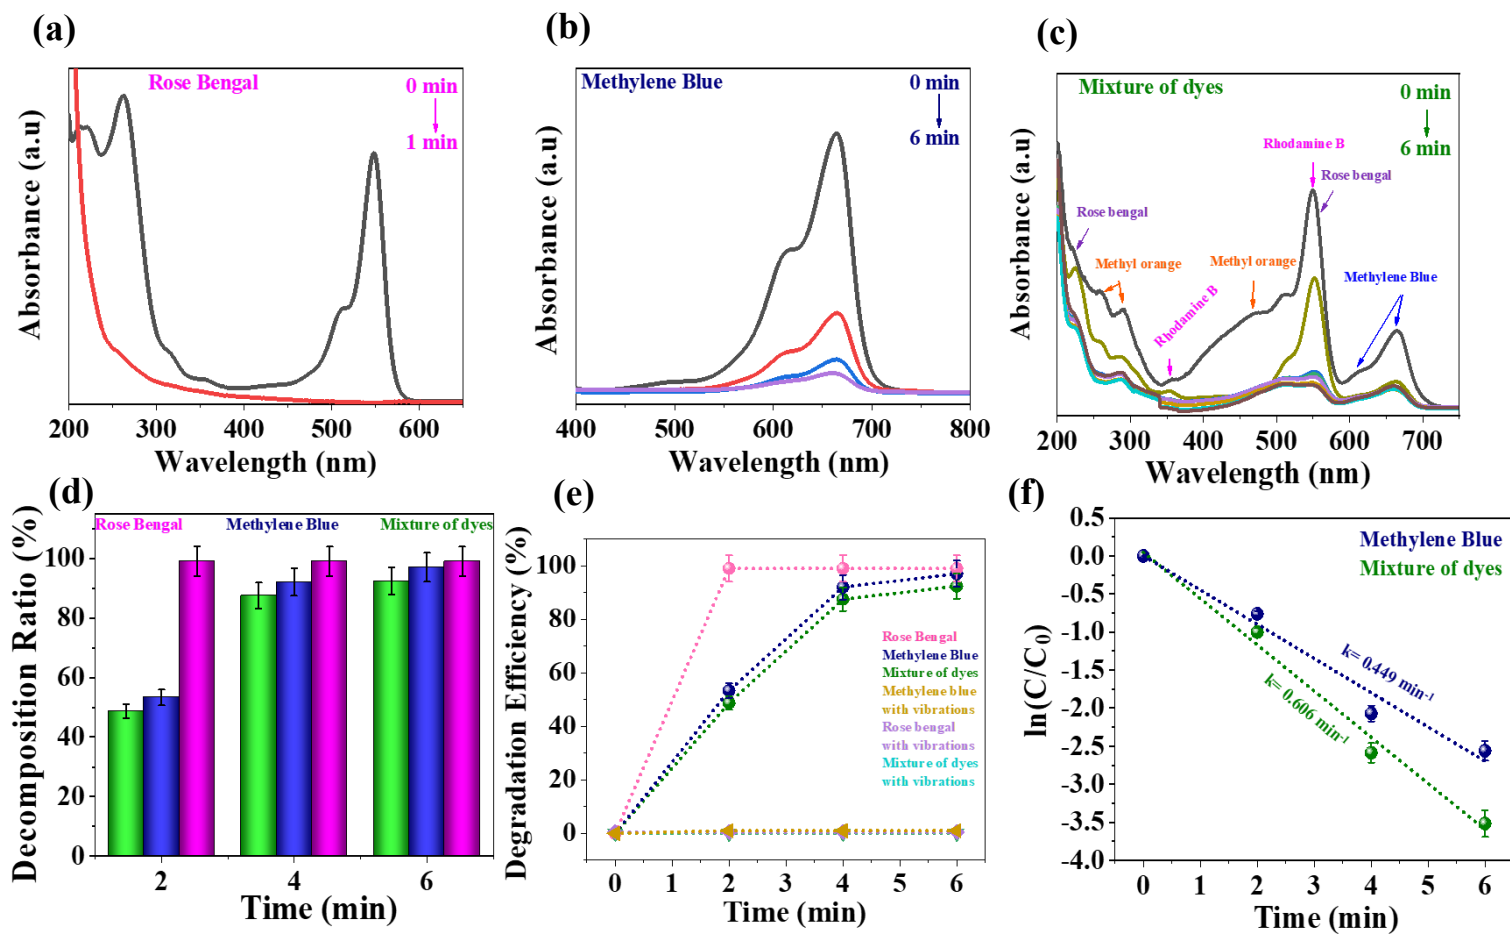 (a)
Rose Bengal
0 min
1 min
Absorbance (a.u)
200 300 400 500 600
Wavelength (nm)
(b)
Methylene Blue
0 min
6 min
Absorbance (a.u)
400 500 600 700 800
Wavelength (nm)
(c)
Mixture of dyes
0 min
6 min
Rhodamine B
Rose bengal
Rose bengal
Methyl orange
Methyl orange
Methylene Blue
Rhodamine B
Absorbance (a.u)
200 300 400 500 600 700
Wavelength (nm)
(d)
Rose Bengal
Methylene Blue
Mixture of dyes
Decomposition Ratio (%)
100
80
60
40
20
0
2 4 6
Time (min)
(e)
Degradation Efficiency (%)
100
80
60
40
20
0
Rose Bengal
Methylene Blue
Mixture of dyes
Methylene blue
with vibrations
Rose bengal
with vibrations
Mixture of dyes
with vibrations
0 1 2 3 4 5 6
Time (min)
(f)
Methylene Blue
Mixture of dyes
ln(C/C0)
0.5
0.0
-0.5
-1.0
-1.5
-2.0
-2.5
-3.0
-3.5
-4.0
k= 0.449 min-1
k= 0.606 min-1
0 1 2 3 4 5 6
Time (min)